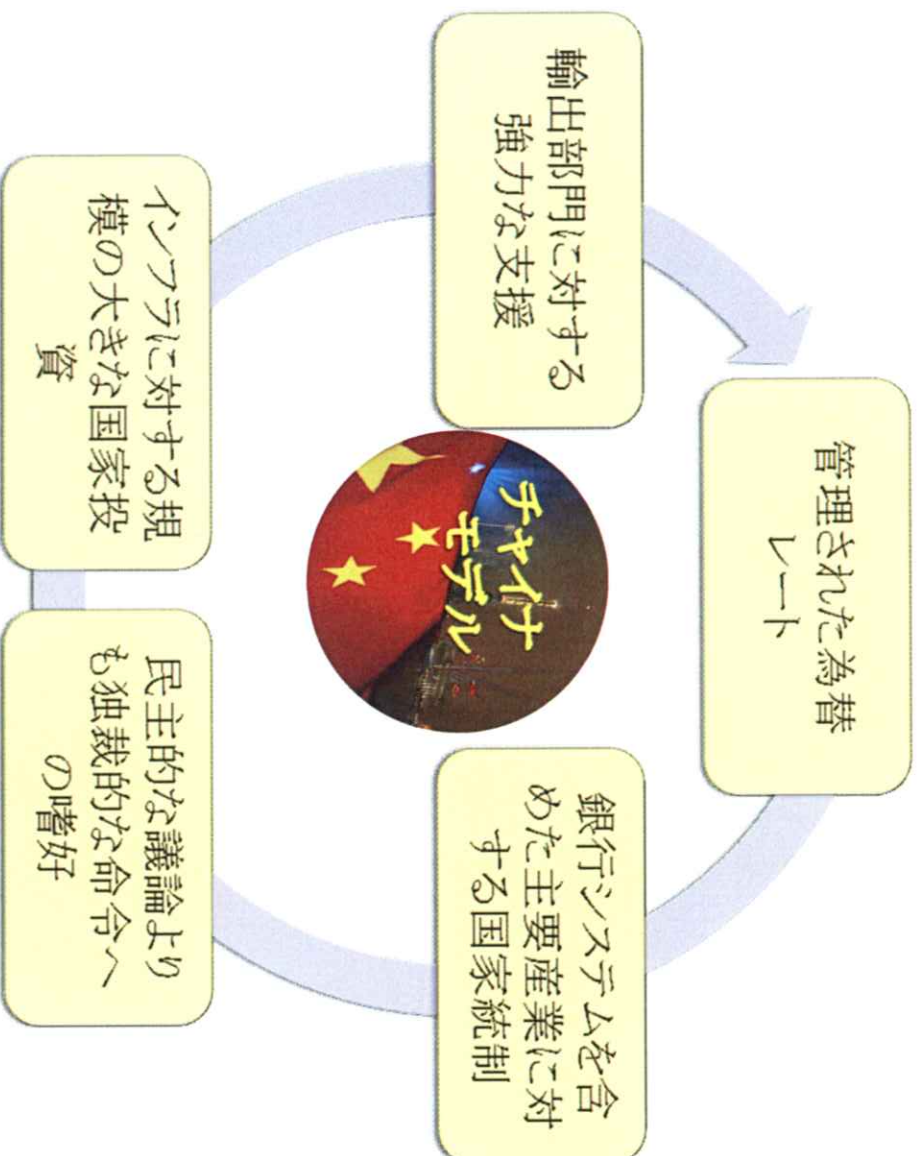 管理された為替
レート
銀行システムを含
めた主要産業に対
する国家統制
民主的な議論より
も独裁的な命令へ
の嗜好
インフラに対する規
模の大きな国家投
資
輸出部門に対する
強力な支援
チャイナ
モデル